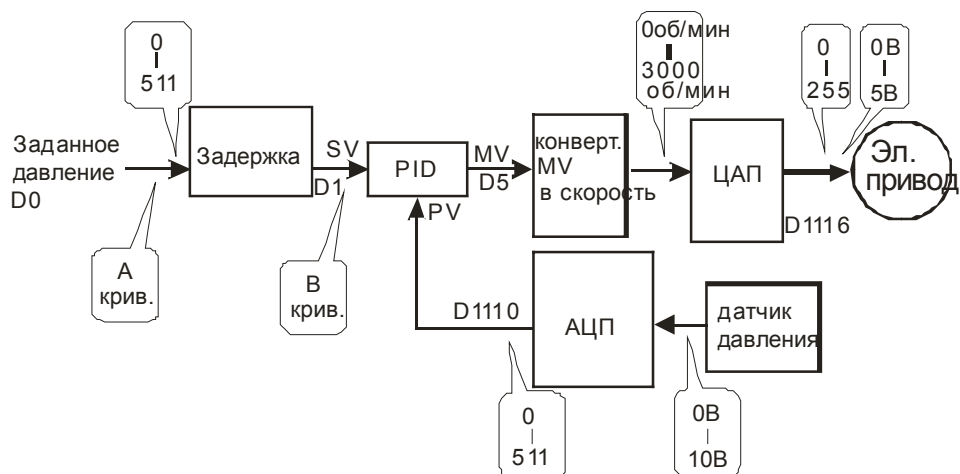 0
511
Заданное
давление
D0
Задержка
SV
D1
PID
MV
D5
PV
конверт.
MV
в скорость
0об/мин
3000
об/мин
ЦАП
0
255
0В
5В
D1116
Эл.
привод
А
крив.
В
крив.
D1110
АЦП
датчик
давления
0
511
0В
10В